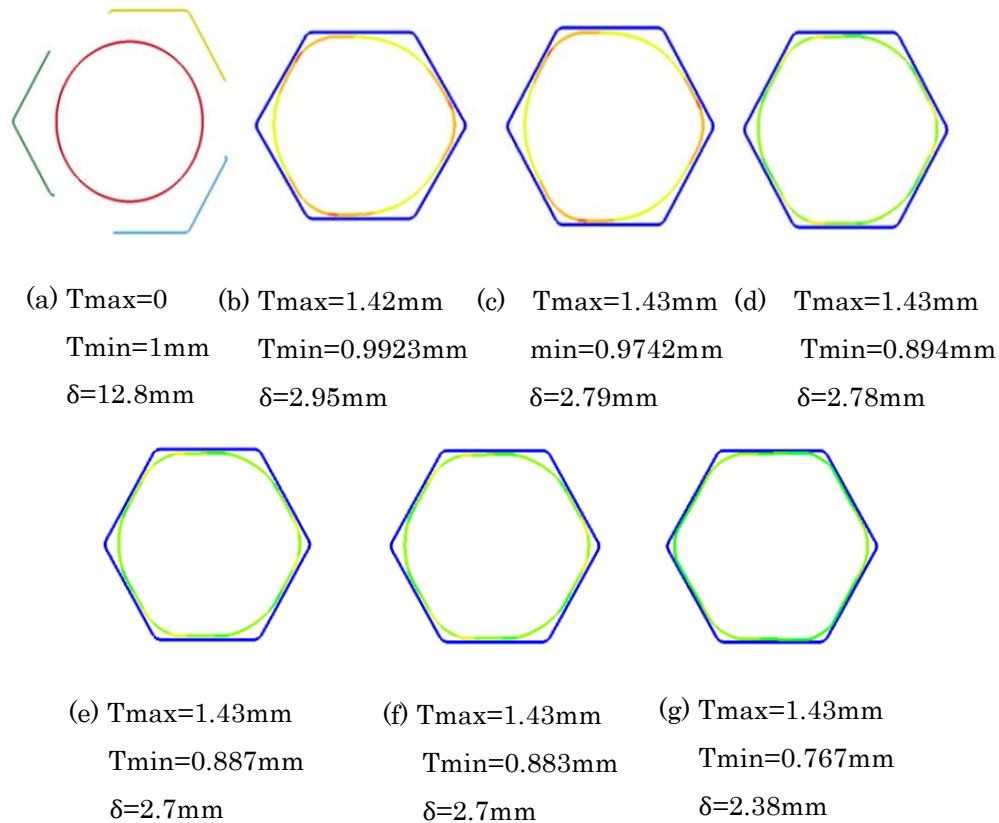 (a) Tmax=0 (b) Tmax=1.42mm (c) Tmax=1.43mm (d) Tmax=1.43mm
Tmin=1mm Tmin=0.9923mm min=0.9742mm Tmin=0.894mm
δ=12.8mm δ=2.95mm δ=2.79mm δ=2.78mm
(e) Tmax=1.43mm (f) Tmax=1.43mm (g) Tmax=1.43mm
Tmin=0.887mm Tmin=0.883mm Tmin=0.767mm
δ=2.7mm δ=2.7mm δ=2.38mm